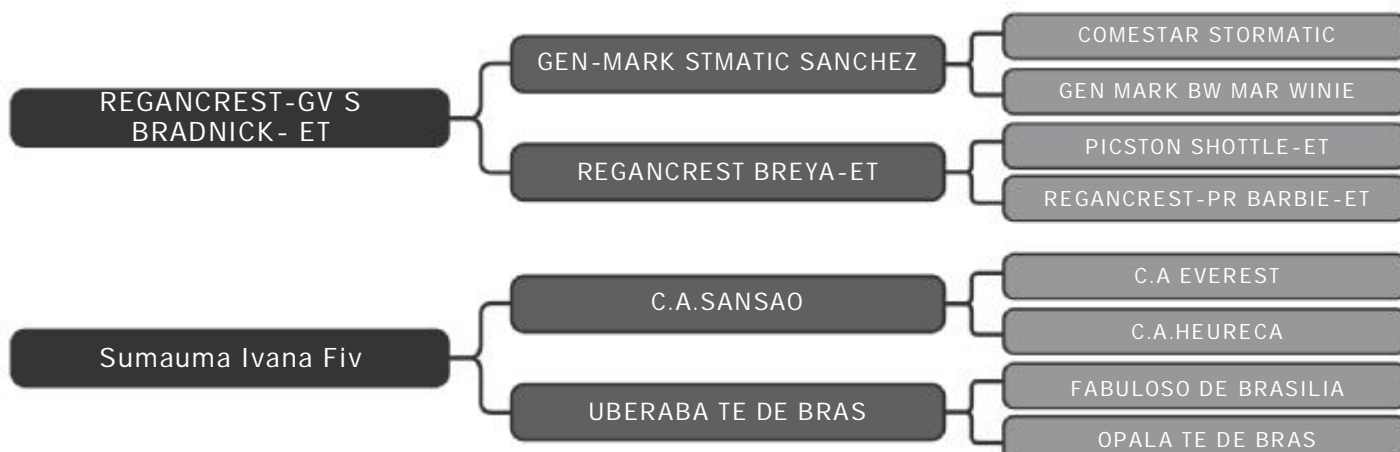 REGANCREST-GV S
BRADNICK- ET
GEN-MARK STMATIC SANCHEZ
COMESTAR STORMATIC
GEN MARK BW MAR WINIE
REGANCREST BREYA-ET
PICSTON SHOTTLE-ET
REGANCREST-PR BARBIE-ET
Sumauma Ivana Fiv
C.A.SANSAO
C.A EVEREST
C.A.HEURECA
UBERABA TE DE BRAS
FABULOSO DE BRASILIA
OPALA TE DE BRAS